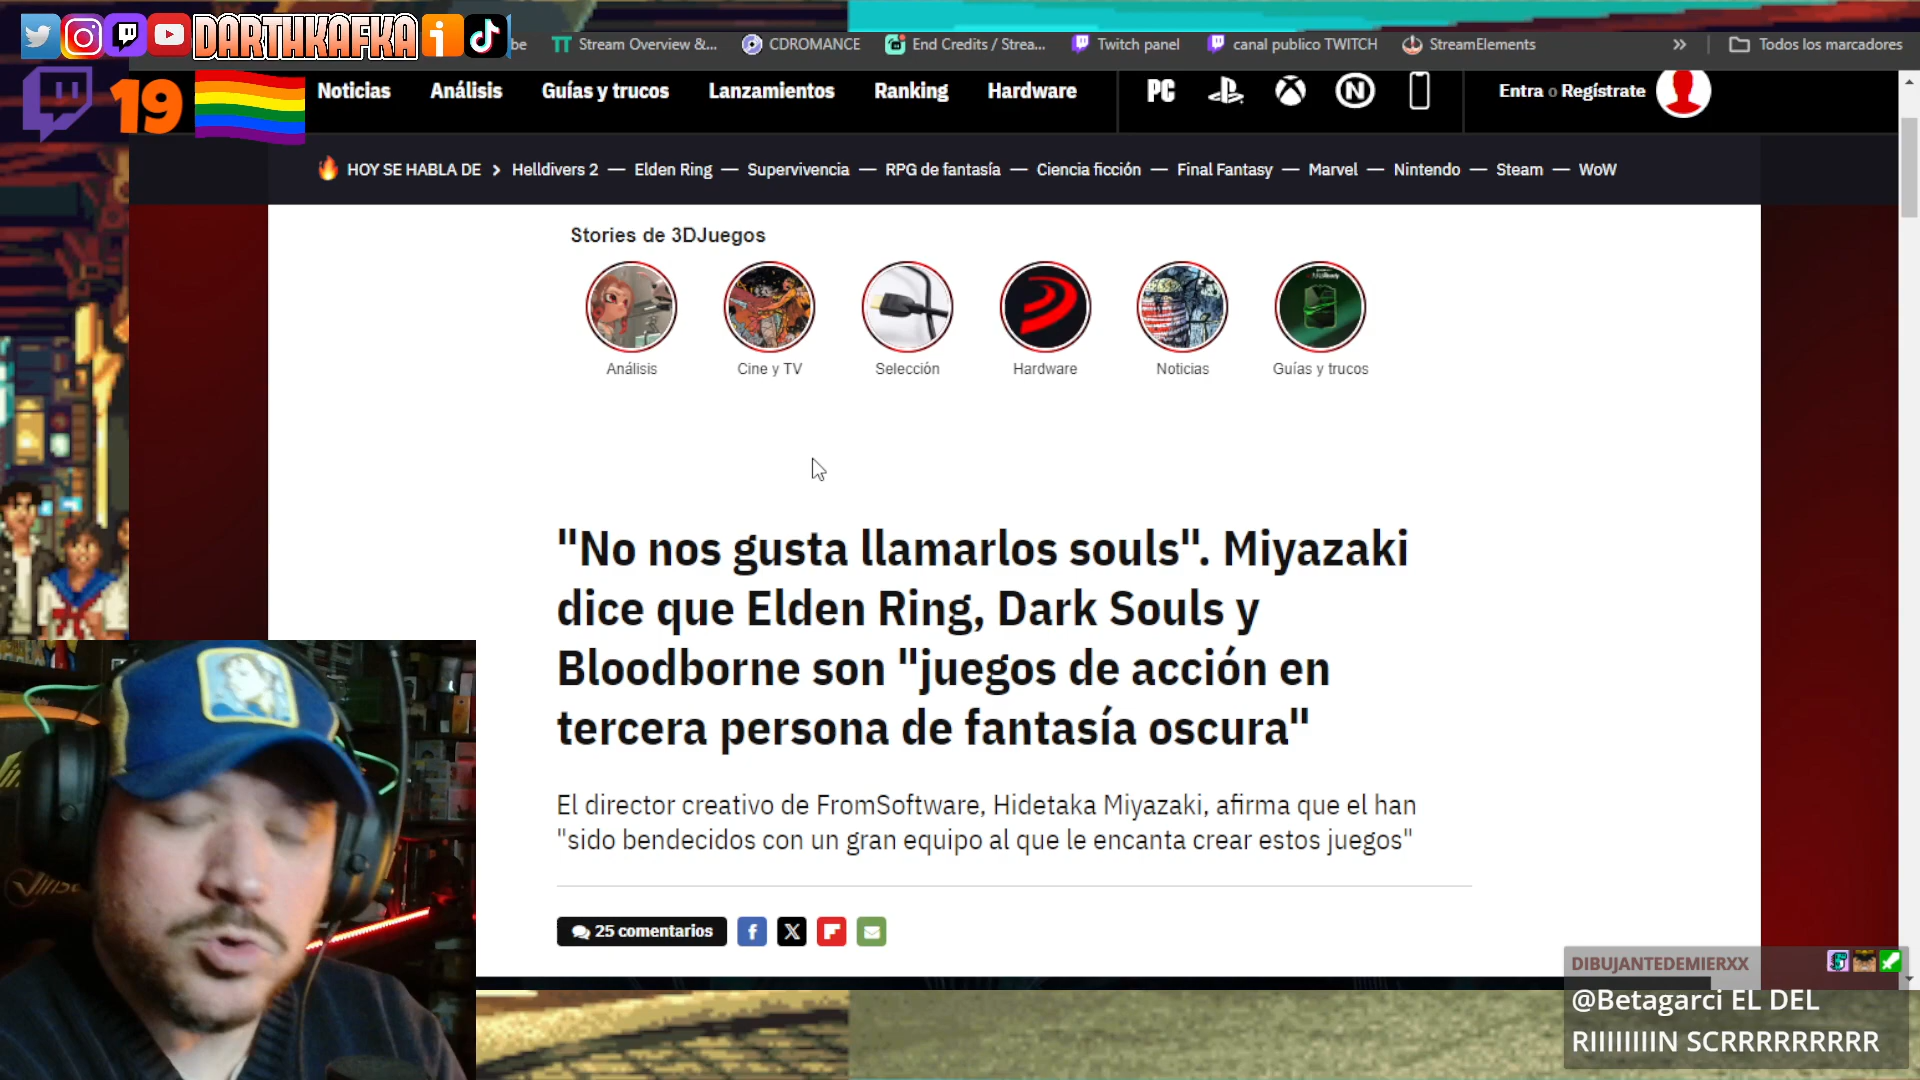 DARTHKAFKA
be
Stream Overview &...
CDROMANCE
End Credits / Strea...
Twitch panel
canal publico TWITCH
StreamElements
»
Todos los marcadores
19
Noticias
Análisis
Guías y trucos
Lanzamientos
Ranking
Hardware
PC
N
Entra o Regístrate
HOY SE HABLA DE > Helldivers 2 — Elden Ring — Supervivencia — RPG de fantasía — Ciencia ficción — Final Fantasy — Marvel — Nintendo — Steam — WoW
Stories de 3DJuegos
Análisis
Cine y TV
Selección
Hardware
Noticias
Guías y trucos
"No nos gusta llamarlos souls". Miyazaki
dice que Elden Ring, Dark Souls y
Bloodborne son "juegos de acción en
tercera persona de fantasía oscura"
El director creativo de FromSoftware, Hidetaka Miyazaki, afirma que el han
"sido bendecidos con un gran equipo al que le encanta crear estos juegos"
25 comentarios
DIBUJANTEDEMIERXX
@Betagarci EL DEL
RIIIIIIIIN SCRRRRRRRRR